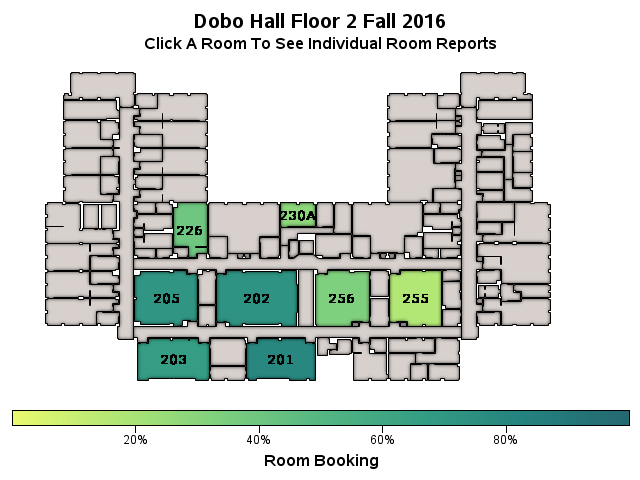 Dobo Hall Floor 2 Fall 2016
Click A Room To See Individual Room Reports
230A
226
205
202
256
255
203
201
20%
40%
60%
80%
Room Booking